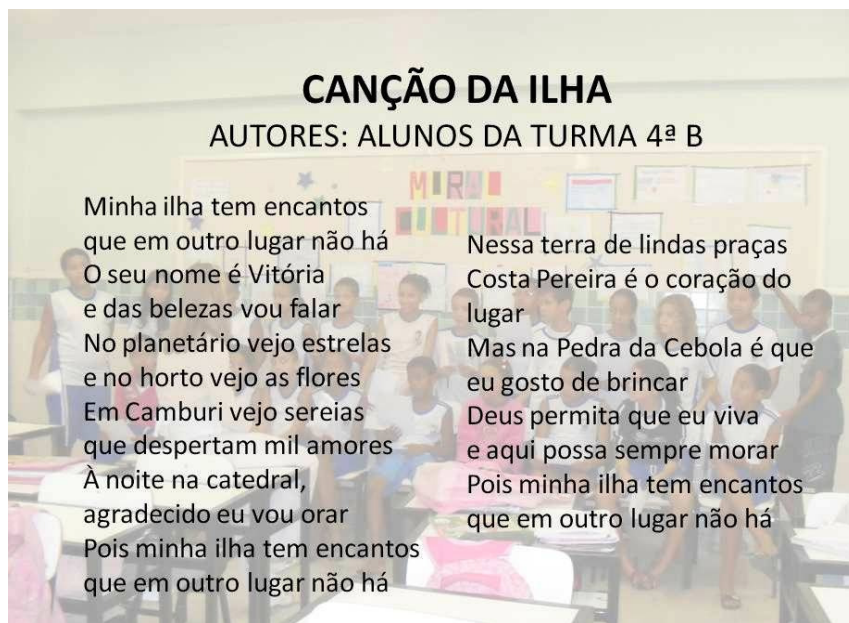 CANÇÃO DA ILHA
AUTORES: ALUNOS DA TURMA 4ª B
MURAL
CULTURAL
Minha ilha tem encantos
que em outro lugar não há
O seu nome é Vitória
e das belezas vou falar
No planetário vejo estrelas
e no horto vejo as flores
Em Camburi vejo sereias
que despertam mil amores
À noite na catedral,
agradecido eu vou orar
Pois minha ilha tem encantos
que em outro lugar não há
Nessa terra de lindas praças
Costa Pereira é o coração do
lugar
Mas na Pedra da Cebola é que
eu gosto de brincar
Deus permita que eu viva
e aqui possa sempre morar
Pois minha ilha tem encantos
que em outro lugar não há